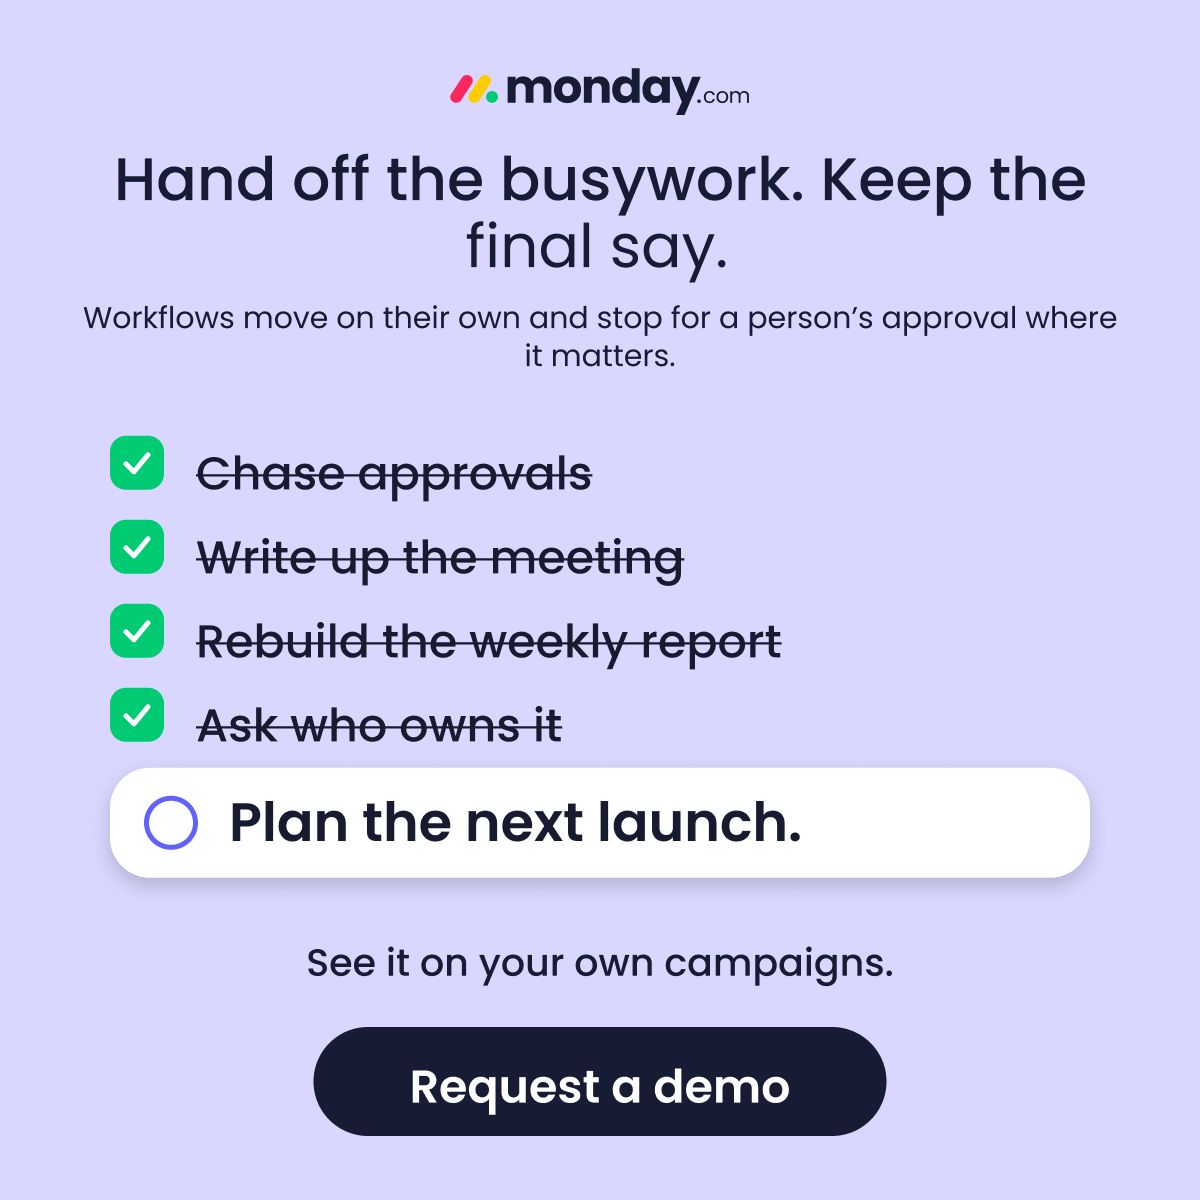 monday.com
Hand off the busywork. Keep the
final say.
Workflows move on their own and stop for a person’s approval where
it matters.
Chase approvals
Write up the meeting
Rebuild the weekly report
Ask who owns it
Plan the next launch.
See it on your own campaigns.
Request a demo